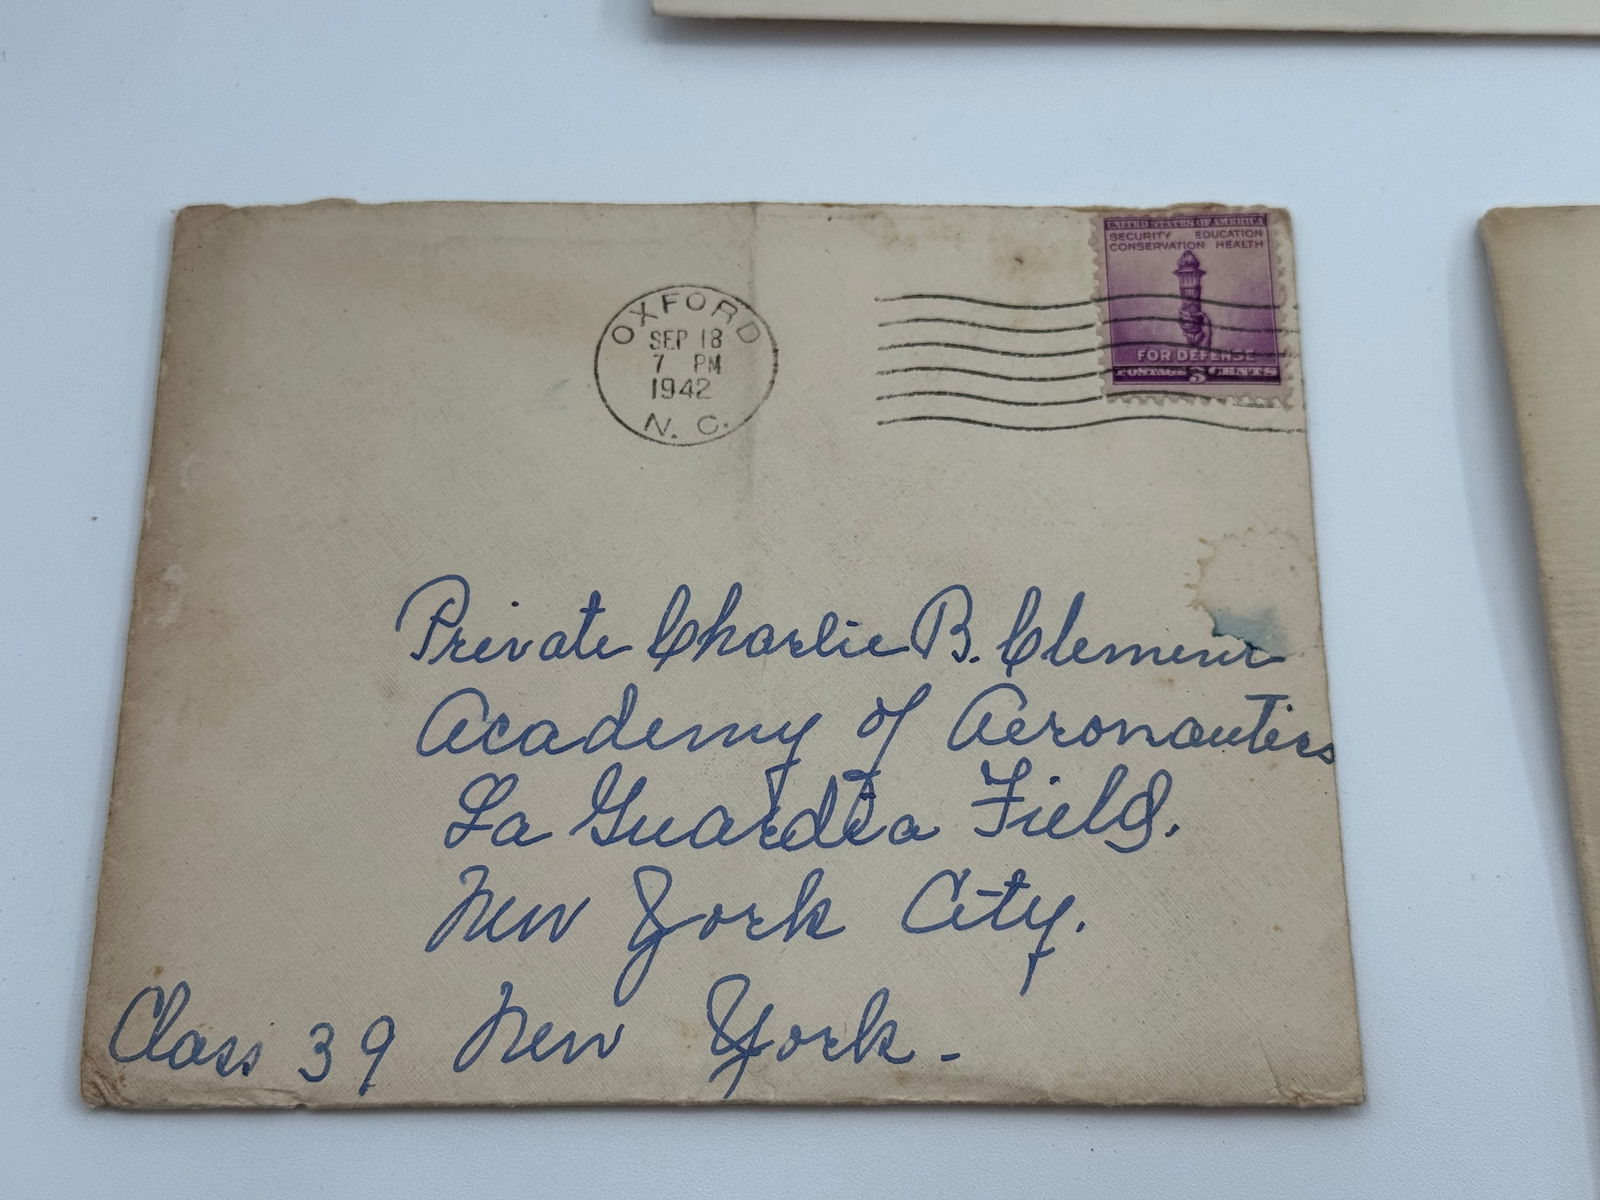 UNITED STATES OF AMERICA
SECURITY EDUCATION
CONSERVATION HEALTH
FOR DEFENSE
POSTAGE 3 CENTS
OXFORD
SEP 18
7 PM
1942
N. C.
Private Charlie B. Clement
Academy of Aeronautics
La Guardia Field.
New York City.
Class 39 New York-